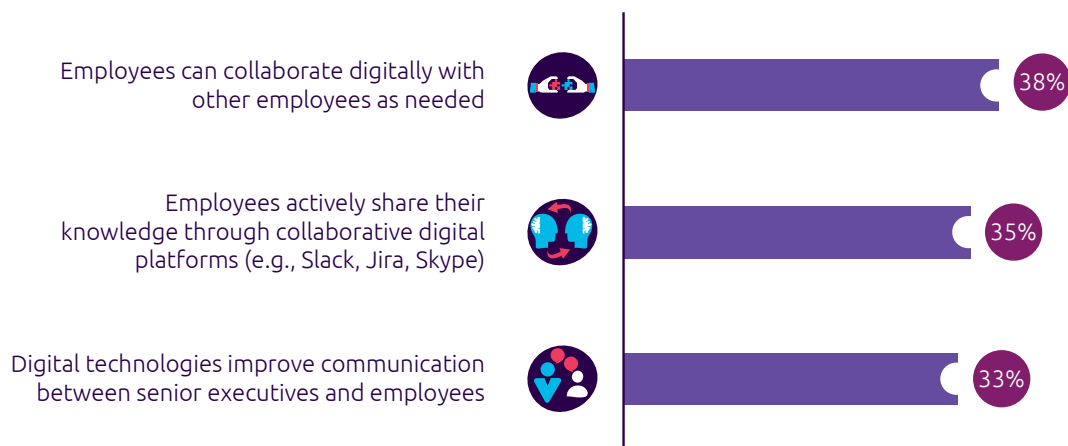 Employees can collaborate digitally with
other employees as needed
38%
Employees actively share their
knowledge through collaborative digital
platforms (e.g., Slack, Jira, Skype)
35%
Digital technologies improve communication
between senior executives and employees
33%